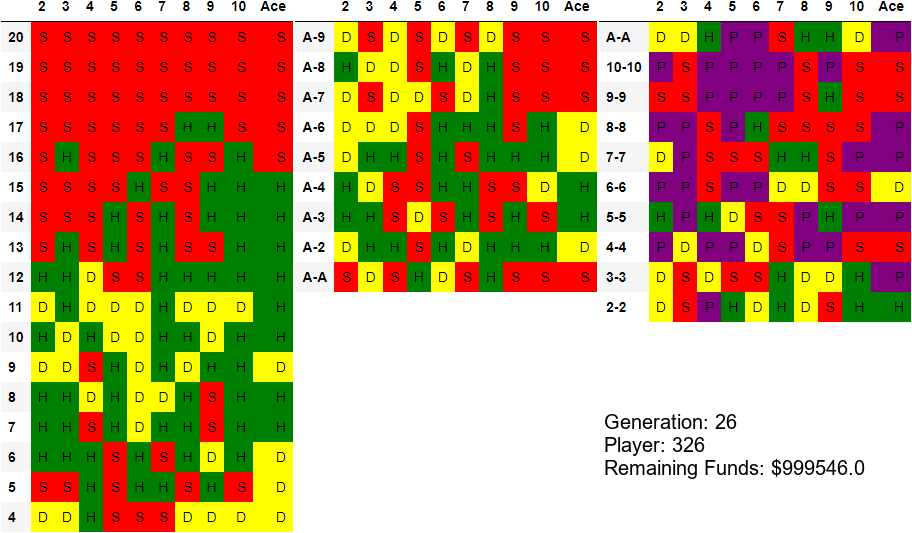 2 3 4 5 6 7 8 9 10 Ace
20 S S S S S S S S S S
19 S S S S S S S S S S
18 S S S S S S S S S S
17 S S S S S S H H S S
16 S H S S S H S S H S
15 S S S S H S S H H H
14 S S S H S H S S H H
13 S H S H S H S S H H
12 H H D S S H H H H H
11 D H D D D H D D D H
10 H D H D D H H D H H
9 D D S H D H D H H D
8 H H D H D D H S H H
7 H H S H D H H S H H
6 H H H S H S H D H D
5 S S H S H H S H S D
4 D D H S S S D D D D
2 3 4 5 6 7 8 9 10 Ace
A-9 D S D S D S D S S S
A-8 H D D S H D H S S S
A-7 D S D D S D H S S S
A-6 D D D S H H H S H D
A-5 D H H S H S H H H D
A-4 H D S S H H S S D H
A-3 H H S D S H S H S H
A-2 D H H S H D H H H D
A-A S D S H D S H S S S
2 3 4 5 6 7 8 9 10 Ace
A-A D D H P P S H H D P
10-10 P S P P P P S P S S
9-9 S S P P P P S H S S
8-8 P P S P H S S S S P
7-7 D P S S S H H S P P
6-6 P P S P P D D S S D
5-5 H P H D S S P H P P
4-4 P D P P D S P P S S
3-3 D S D S S H D D H P
2-2 D S P H D H D S H H
Generation: 26
Player: 326
Remaining Funds: $999546.0